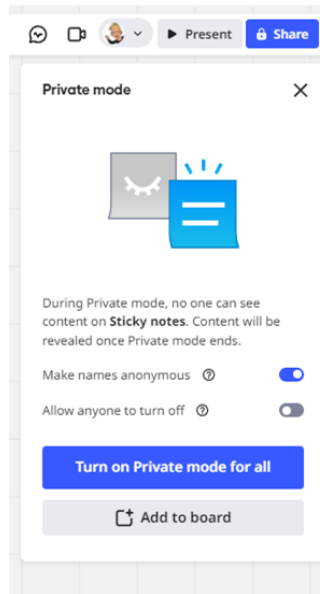 Present
Share
Private mode
During Private mode, no one can see
content on Sticky notes. Content will be
revealed once Private mode ends.
Make names anonymous
Allow anyone to turn off
Turn on Private mode for all
Add to board